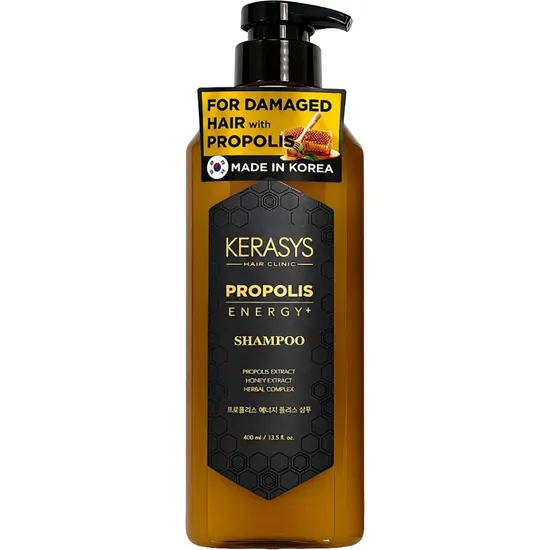 FOR DAMAGED
HAIR with
PROPOLIS
MADE IN KOREA
KERASYS
HAIR CLINIC
PROPOLIS
ENERGY+
SHAMPOO
PROPOLIS EXTRACT
HONEY EXTRACT
HERBAL COMPLEX
프로폴리스 에너지 플러스 샴푸
400 ml / 13.5 fl. oz.